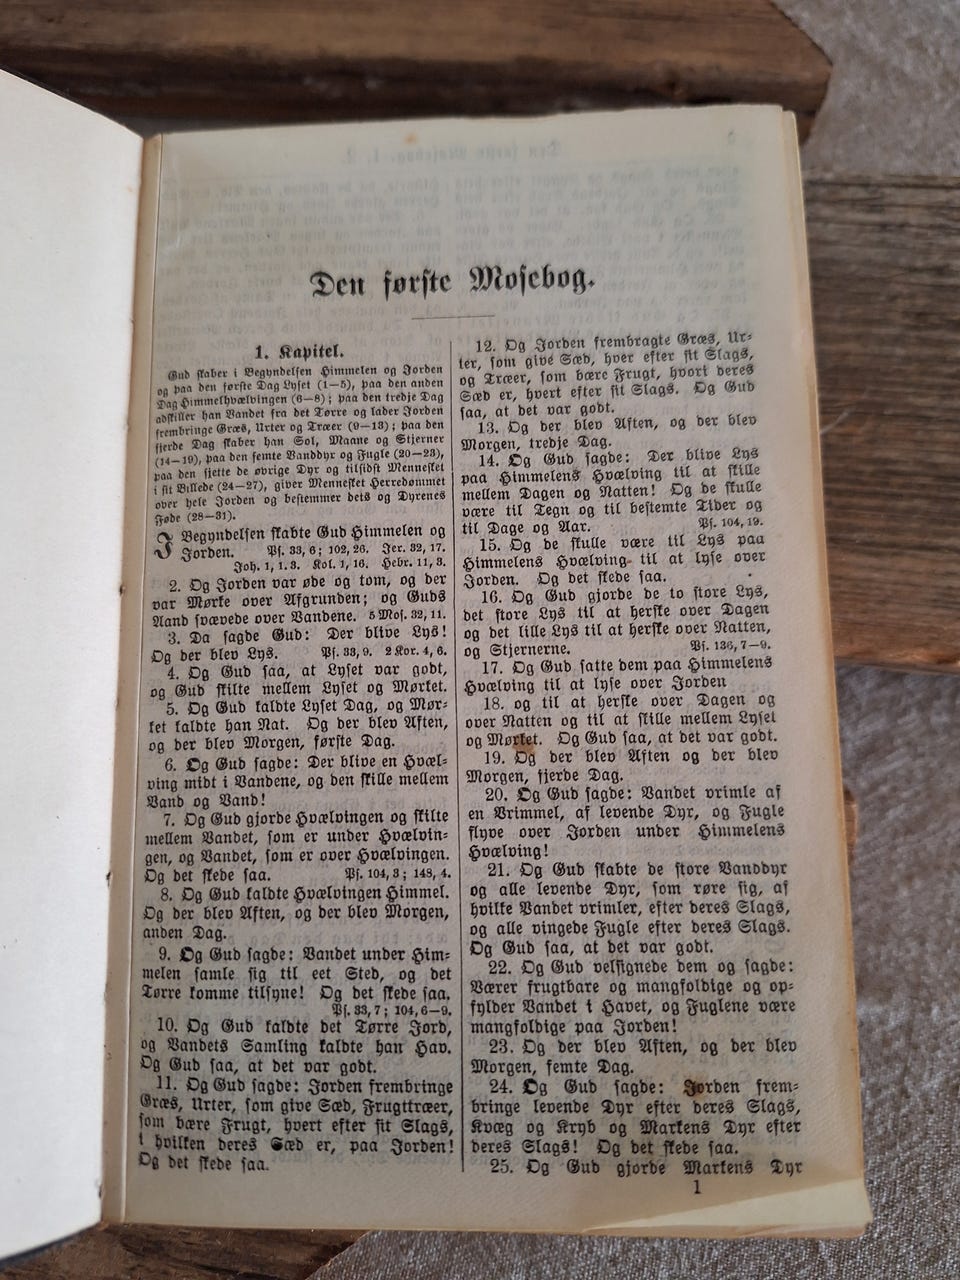 Den første Mosebog.
1. Kapitel.
Gud skaber i Begyndelsen Himmelen og Jorden
og paa den første Dag Lyset (1—5), paa den anden
Dag Himmelhvælvingen (6—8); paa den tredje Dag
adskiller han Vandet fra det Tørre og lader Jorden
frembringe Græs, Urter og Træer (9—13); paa den
fjerde Dag skaber han Sol, Maane og Stjerner
(14—19), paa den femte Vanddyr og Fugle (20—23),
paa den sjette de øvrige Dyr og tilsidst Mennesket
i sit Billede (24—27), giver Mennesket Herredømmet
over hele Jorden og bestemmer dets og Dyrenes
Føde (28—31).
I Begyndelsen skabte Gud Himmelen og
Jorden. Ps. 33, 6; 102, 26. Jer. 32, 17.
Joh. 1, 1. 3. Kol. 1, 16. Hebr. 11, 3.
2. Og Jorden var øde og tom, og der
var Mørke over Afgrunden; og Guds
Aand svævede over Vandene. 5 Mos. 32, 11.
3. Da sagde Gud: Der blive Lys!
Og der blev Lys. Ps. 33, 9. 2 Kor. 4, 6.
4. Og Gud saa, at Lyset var godt,
og Gud skilte mellem Lyset og Mørket.
5. Og Gud kaldte Lyset Dag, og Mør-
ket kaldte han Nat. Og der blev Aften,
og der blev Morgen, første Dag.
6. Og Gud sagde: Der blive en Hvæl-
ving midt i Vandene, og den skille mellem
Vand og Vand!
7. Og Gud gjorde Hvælvingen og skilte
mellem Vandet, som er under Hvælvin-
gen, og Vandet, som er over Hvælvingen.
Og det skede saa. Ps. 104, 3; 148, 4.
8. Og Gud kaldte Hvælvingen Himmel.
Og der blev Aften, og der blev Morgen,
anden Dag.
9. Og Gud sagde: Vandet under Him-
melen samle sig til eet Sted, og det
Tørre komme tilsyne! Og det skede saa.
Ps. 33, 7; 104, 6—9.
10. Og Gud kaldte det Tørre Jord,
og Vandets Samling kaldte han Hav.
Og Gud saa, at det var godt.
11. Og Gud sagde: Jorden frembringe
Græs, Urter, som give Sæd, Frugttræer,
som bære Frugt, hvert efter sit Slags,
i hvilken deres Sæd er, paa Jorden!
Og det skede saa.
12. Og Jorden frembragte Græs, Ur-
ter, som give Sæd, hver efter sit Slags,
og Træer, som bære Frugt, hvori deres
Sæd er, hvert efter sit Slags. Og Gud
saa, at det var godt.
13. Og der blev Aften, og der blev
Morgen, tredje Dag.
14. Og Gud sagde: Der blive Lys
paa Himmelens Hvælving til at skille
mellem Dagen og Natten! Og de skulle
være til Tegn og til bestemte Tider og
til Dage og Aar. Ps. 104, 19.
15. Og de skulle være til Lys paa
Himmelens Hvælving til at lyse over
Jorden. Og det skede saa.
16. Og Gud gjorde de to store Lys,
det store Lys til at herske over Dagen
og det lille Lys til at herske over Natten,
og Stjernerne. Ps. 136, 7—9.
17. Og Gud satte dem paa Himmelens
Hvælving til at lyse over Jorden
18. og til at herske over Dagen og
over Natten og til at skille mellem Lyset
og Mørket. Og Gud saa, at det var godt.
19. Og der blev Aften og der blev
Morgen, fjerde Dag.
20. Og Gud sagde: Vandet vrimle af
en Vrimmel, af levende Dyr, og Fugle
flyve over Jorden under Himmelens
Hvælving!
21. Og Gud skabte de store Vanddyr
og alle levende Dyr, som røre sig, af
hvilke Vandet vrimler, efter deres Slags,
og alle vingede Fugle efter deres Slags.
Og Gud saa, at det var godt.
22. Og Gud velsignede dem og sagde:
Værer frugtbare og mangfoldige og op-
fylder Vandet i Havet, og Fuglene være
mangfoldige paa Jorden!
23. Og der blev Aften, og der blev
Morgen, femte Dag.
24. Og Gud sagde: Jorden frem-
bringe levende Dyr efter deres Slags,
Kvæg og Kryb og Markens Dyr efter
deres Slags! Og det skede saa.
25. Og Gud gjorde Markens Dyr
1